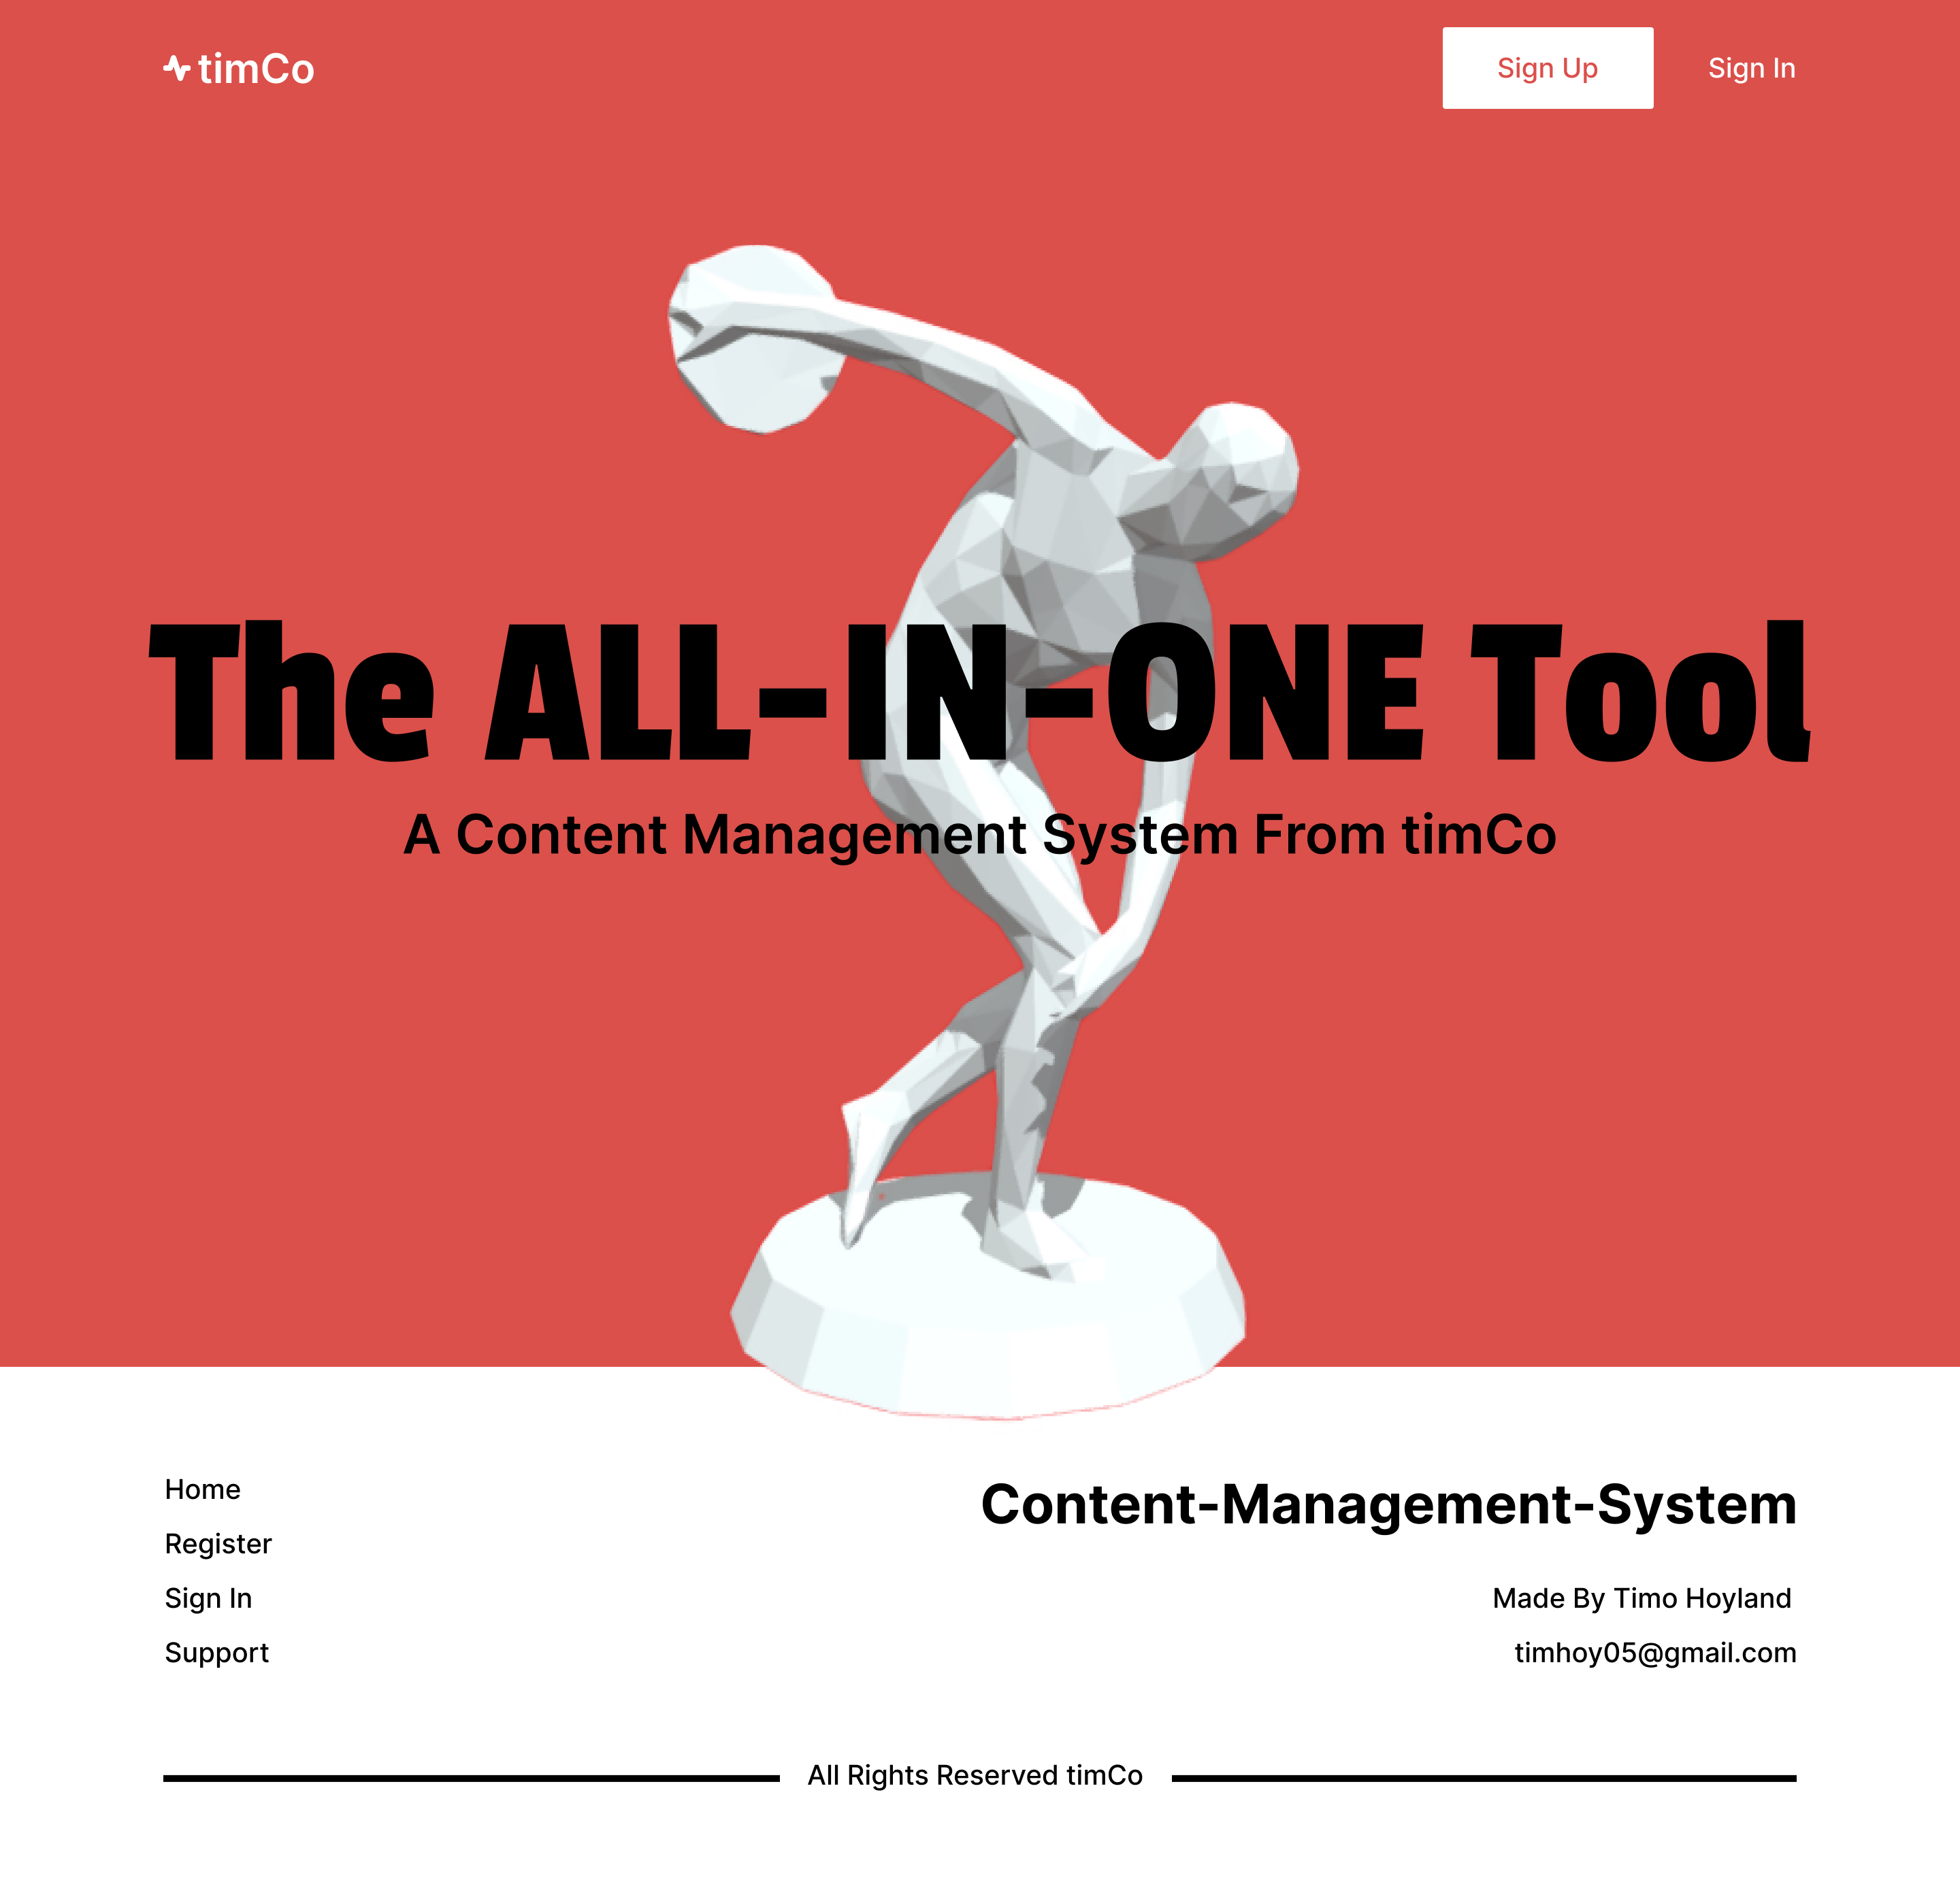 timCo
Sign Up
Sign In
The ALL-IN-ONE Tool
A Content Management System From timCo
Home
Register
Sign In
Support
Content-Management-System
Made By Timo Hoyland
timhoy05@gmail.com
All Rights Reserved timCo